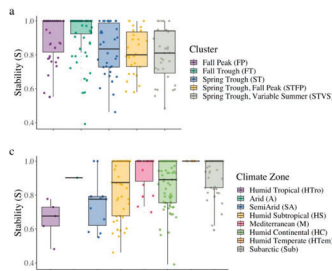 a
1.0
0.8
0.6
0.4
Stability (S)
Cluster
Fall Peak (FP)
Fall Trough (FT)
Spring Trough (ST)
Spring Trough, Fall Peak (STFP)
Spring Trough, Variable Summer (STVS)
c
1.0
0.8
0.6
0.4
Stability (S)
Climate Zone
Humid Tropical (HTro)
Arid (A)
SemiArid (SA)
Humid Subtropical (HS)
Mediterranean (M)
Humid Continental (HC)
Humid Temperate (HTem)
Subarctic (Sub)